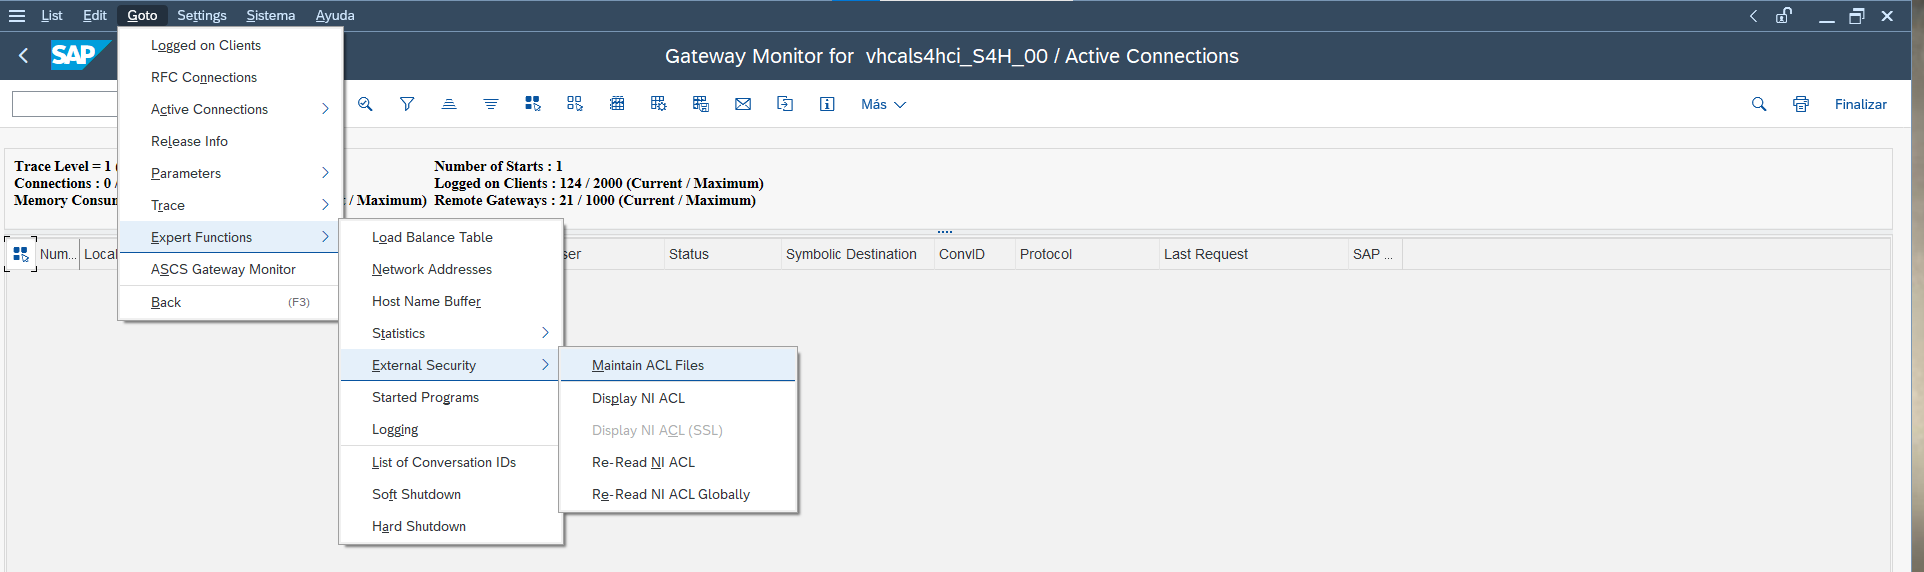 List Edit Goto Settings Sistema Ayuda
SAP
Gateway Monitor for vhcals4hci_S4H_00 / Active Connections
Más
Finalizar
Logged on Clients
RFC Connections
Active Connections
Release Info
Parameters
Trace
Expert Functions
ASCS Gateway Monitor
Back (F3)
Trace Level = 1
Number of Starts : 1
Connections : 0 /
Logged on Clients : 124 / 2000 (Current / Maximum)
Memory Consum
/ Maximum) Remote Gateways : 21 / 1000 (Current / Maximum)
Num... Local ser Status Symbolic Destination ConvID Protocol Last Request SAP ...
Load Balance Table
Network Addresses
Host Name Buffer
Statistics
External Security
Started Programs
Logging
List of Conversation IDs
Soft Shutdown
Hard Shutdown
Maintain ACL Files
Display NI ACL
Display NI ACL (SSL)
Re-Read NI ACL
Re-Read NI ACL Globally